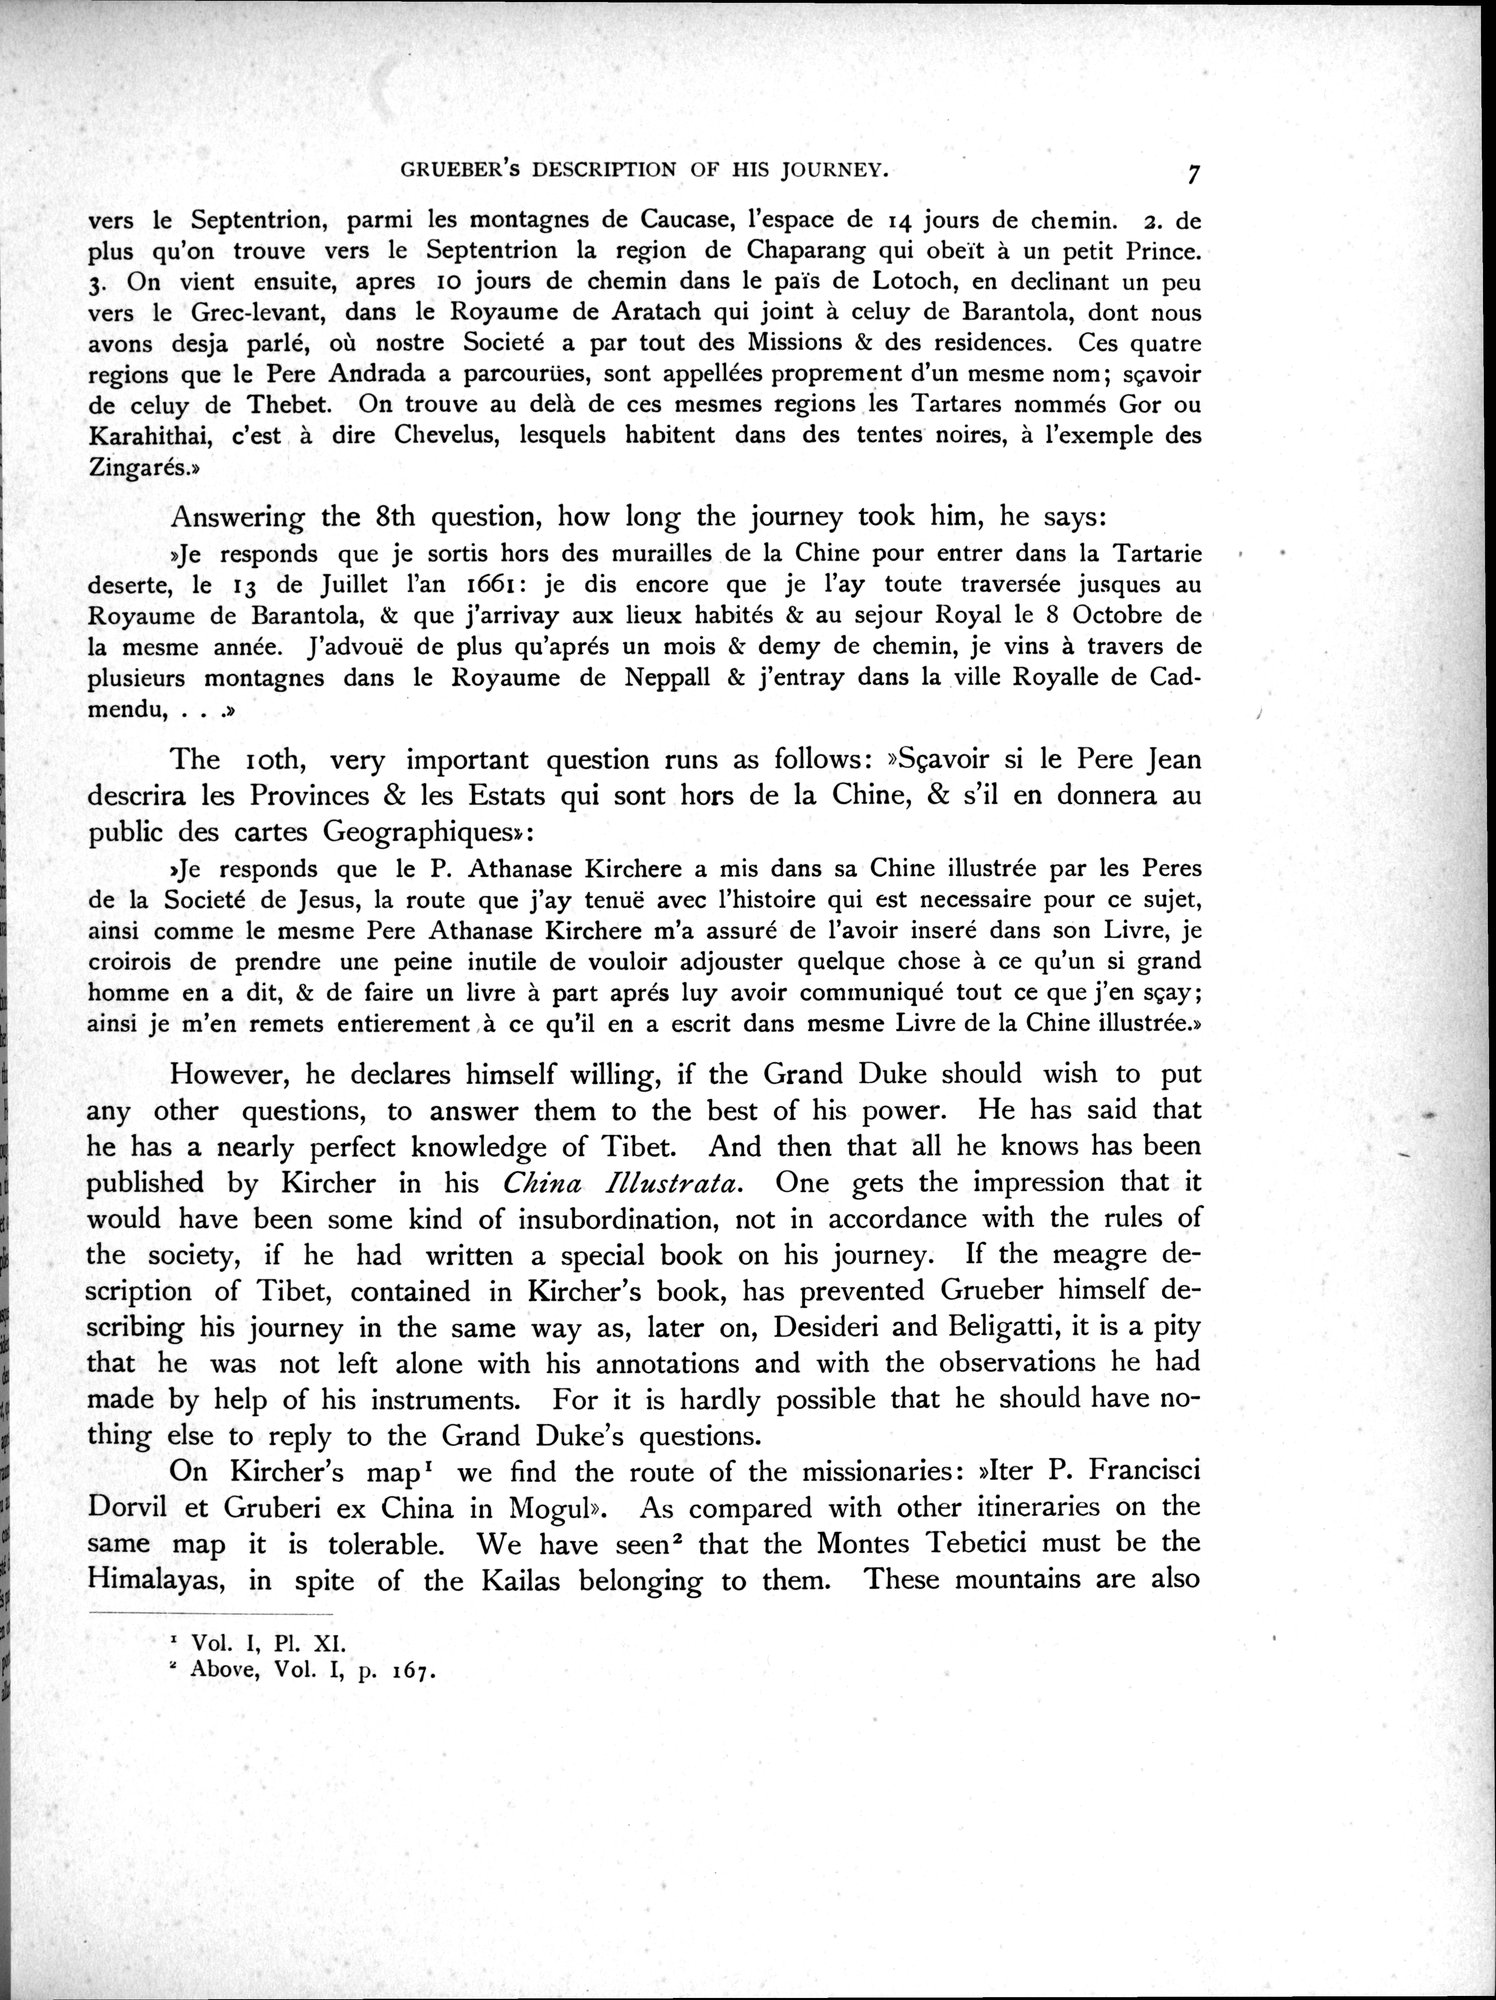 GRUEBER's DESCRIPTION OF HIS JOURNEY. 7
vers le Septentrion, parmi les montagnes de Caucase, l'espace de 14 jours de chemin. 2. de
plus qu'on trouve vers le Septentrion la region de Chaparang qui obeït à un petit Prince.
3. On vient ensuite, apres 10 jours de chemin dans le païs de Lotoch, en declinant un peu
vers le Grec-levant, dans le Royaume de Aratach qui joint à celuy de Barantola, dont nous
avons desja parlé, où nostre Societé a par tout des Missions & des residences. Ces quatre
regions que le Pere Andrada a parcourües, sont appellées proprement d'un mesme nom; sçavoir
de celuy de Thebet. On trouve au delà de ces mesmes regions les Tartares nommés Gor ou
Karahithai, c'est à dire Chevelus, lesquels habitent dans des tentes noires, à l'exemple des
Zingarés.»
Answering the 8th question, how long the journey took him, he says:
»Je responds que je sortis hors des murailles de la Chine pour entrer dans la Tartarie
deserte, le 13 de Juillet l'an 1661: je dis encore que je l'ay toute traversée jusques au
Royaume de Barantola, & que j'arrivay aux lieux habités & au sejour Royal le 8 Octobre de
la mesme année. J'advouë de plus qu'aprés un mois & demy de chemin, je vins à travers de
plusieurs montagnes dans le Royaume de Neppall & j'entray dans la ville Royalle de Cad-
mendu, . . .»
The 10th, very important question runs as follows: »Sçavoir si le Pere Jean
descrira les Provinces & les Estats qui sont hors de la Chine, & s'il en donnera au
public des cartes Geographiques»:
»Je responds que le P. Athanase Kirchere a mis dans sa Chine illustrée par les Peres
de la Societé de Jesus, la route que j'ay tenuë avec l'histoire qui est necessaire pour ce sujet,
ainsi comme le mesme Pere Athanase Kirchere m'a assuré de l'avoir inseré dans son Livre, je
croirois de prendre une peine inutile de vouloir adjouster quelque chose à ce qu'un si grand
homme en a dit, & de faire un livre à part aprés luy avoir communiqué tout ce que j'en sçay;
ainsi je m'en remets entierement à ce qu'il en a escrit dans mesme Livre de la Chine illustrée.»
However, he declares himself willing, if the Grand Duke should wish to put
any other questions, to answer them to the best of his power. He has said that
he has a nearly perfect knowledge of Tibet. And then that all he knows has been
published by Kircher in his China Illustrata. One gets the impression that it
would have been some kind of insubordination, not in accordance with the rules of
the society, if he had written a special book on his journey. If the meagre de-
scription of Tibet, contained in Kircher's book, has prevented Grueber himself de-
scribing his journey in the same way as, later on, Desideri and Beligatti, it is a pity
that he was not left alone with his annotations and with the observations he had
made by help of his instruments. For it is hardly possible that he should have no-
thing else to reply to the Grand Duke's questions.
On Kircher's map¹ we find the route of the missionaries: »Iter P. Francisci
Dorvil et Gruberi ex China in Mogul». As compared with other itineraries on the
same map it is tolerable. We have seen² that the Montes Tebetici must be the
Himalayas, in spite of the Kailas belonging to them. These mountains are also
¹ Vol. I, Pl. XI.
² Above, Vol. I, p. 167.